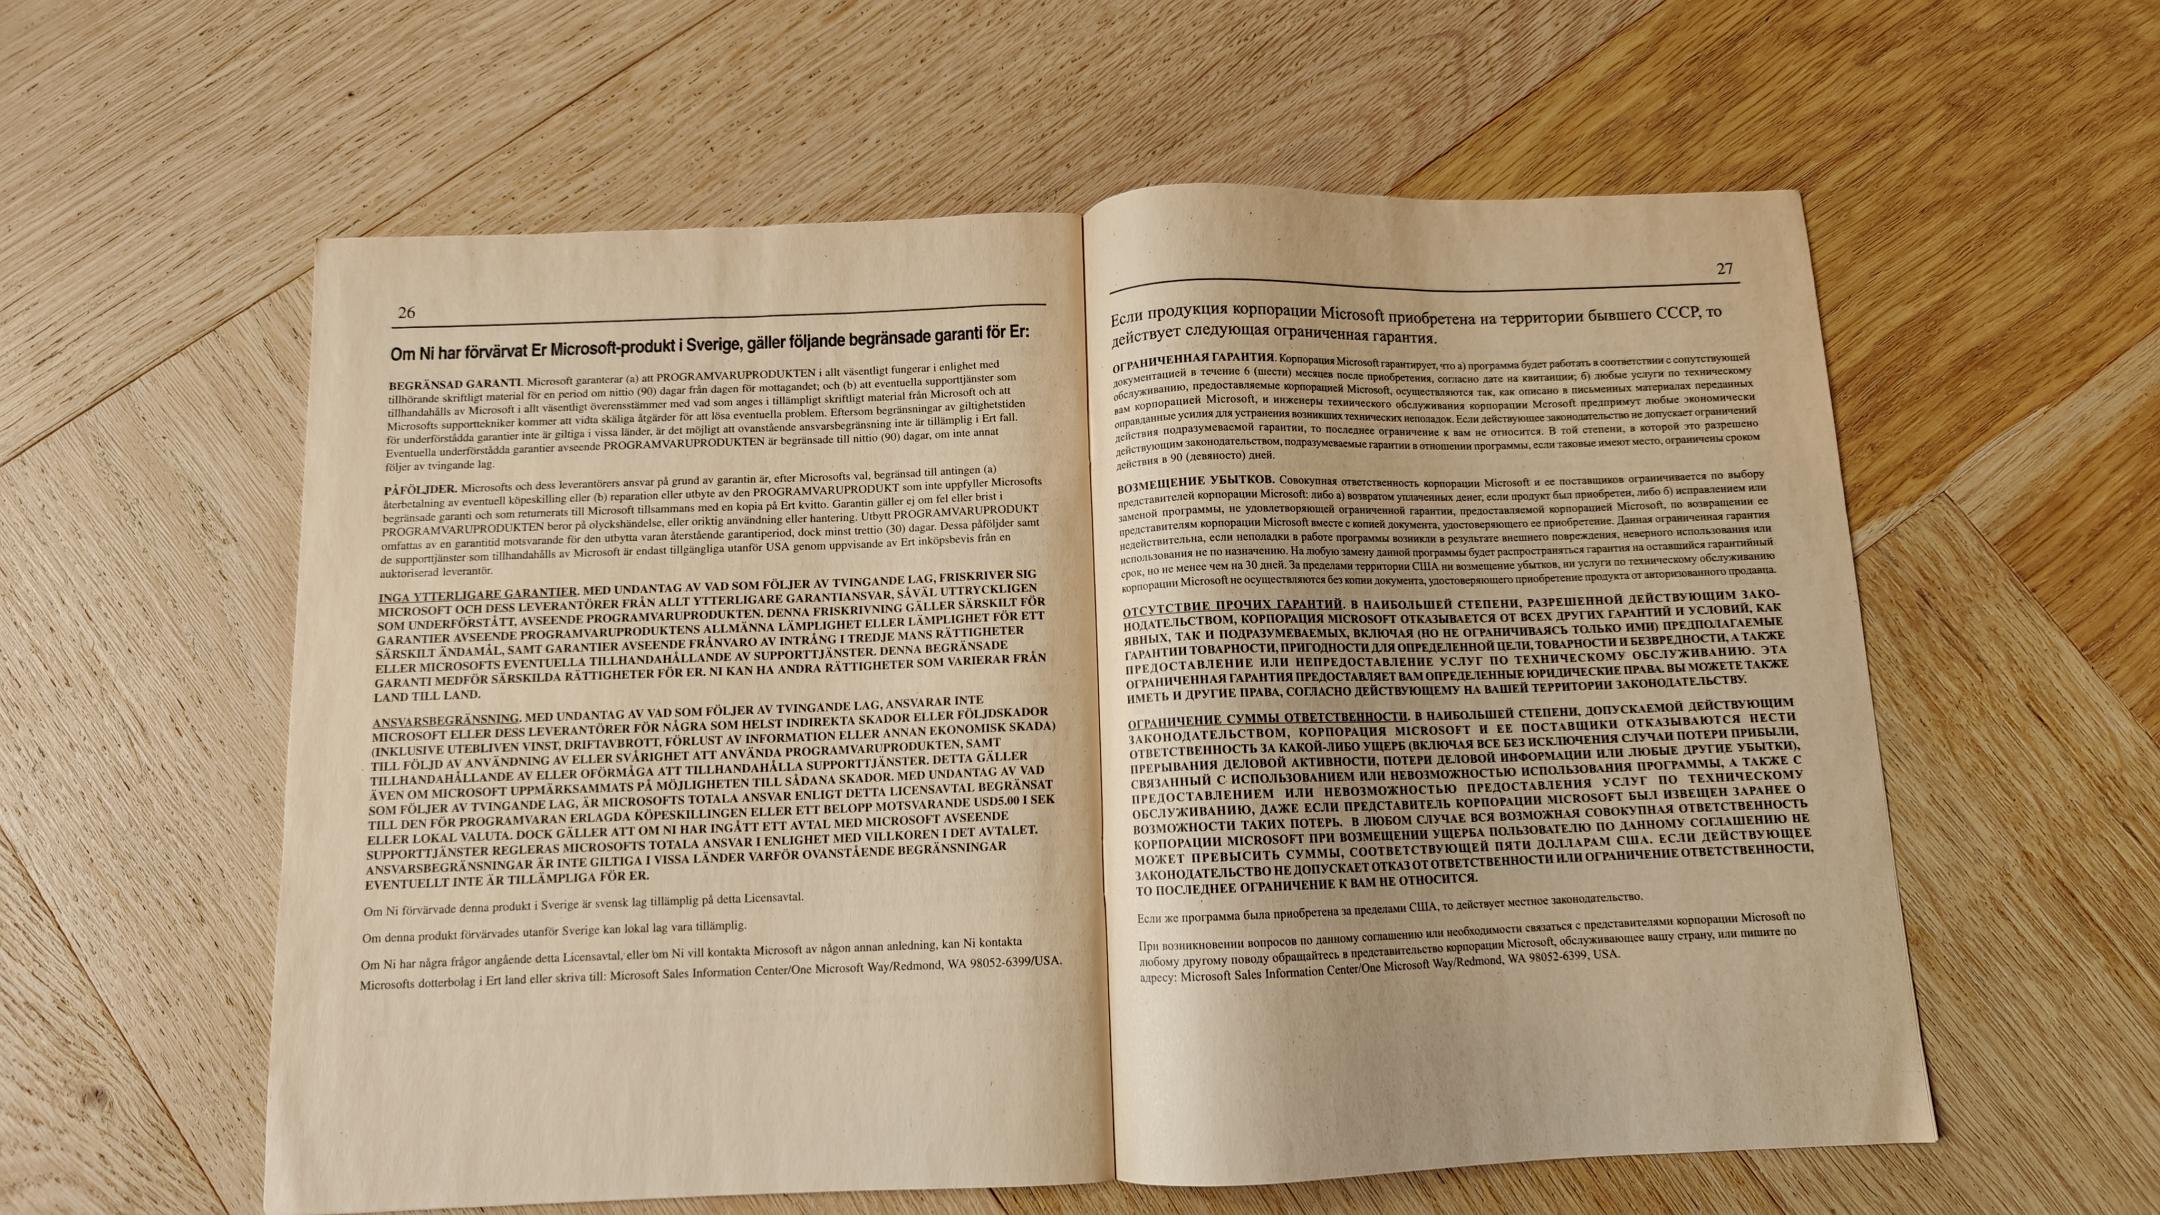 26
Om Ni har förvärvat Er Microsoft-produkt i Sverige, gäller följande begränsade garanti för Er:
BEGRÄNSAD GARANTI. Microsoft garanterar (a) att PROGRAMVARUPRODUKTEN i allt väsentligt fungerar i enlighet med
tillhörande skriftligt material för en period om nittio (90) dagar från dagen för mottagandet; och (b) att eventuella supporttjänster som
tillhandahålls av Microsoft i allt väsentligt överensstämmer med vad som anges i tillämpligt skriftligt material från Microsoft och att
Microsofts supporttekniker kommer att vidta skäliga åtgärder för att lösa eventuella problem. Eftersom begränsningar av giltighetstiden
för underförstådda garantier inte är giltiga i vissa länder, är det möjligt att ovanstående ansvarsbegränsning inte är tillämplig i Ert fall.
Eventuella underförstådda garantier avseende PROGRAMVARUPRODUKTEN är begränsade till nittio (90) dagar, om inte annat
följer av tvingande lag.
PÅFÖLJDER. Microsofts och dess leverantörers ansvar på grund av garantin är, efter Microsofts val, begränsad till antingen (a)
återbetalning av eventuell köpeskilling eller (b) reparation eller utbyte av den PROGRAMVARUPRODUKT som inte uppfyller Microsofts
begränsade garanti och som returnerats till Microsoft tillsammans med en kopia på Ert kvitto. Garantin gäller ej om fel eller brist i
PROGRAMVARUPRODUKTEN beror på olyckshändelse, eller oriktig användning eller hantering. Utbytt PROGRAMVARUPRODUKT
omfattas av en garantitid motsvarande för den utbytta varan återstående garantiperiod, dock minst trettio (30) dagar. Dessa påföljder samt
de supporttjänster som tillhandahålls av Microsoft är endast tillgängliga utanför USA genom uppvisande av Ert inköpsbevis från en
auktoriserad leverantör.
INGA YTTERLIGARE GARANTIER. MED UNDANTAG AV VAD SOM FÖLJER AV TVINGANDE LAG, FRISKRIVER SIG
MICROSOFT OCH DESS LEVERANTÖRER FRÅN ALLT YTTERLIGARE GARANTIANSVAR, SÅVÄL UTTRYCKLIGEN
SOM UNDERFÖRSTÅTT, AVSEENDE PROGRAMVARUPRODUKTEN. DENNA FRISKRIVNING GÄLLER SÄRSKILT FÖR
GARANTIER AVSEENDE PROGRAMVARUPRODUKTENS ALLMÄNNA LÄMPLIGHET ELLER LÄMPLIGHET FÖR ETT
SÄRSKILT ÄNDAMÅL, SAMT GARANTIER AVSEENDE FRÅNVARO AV INTRÅNG I TREDJE MANS RÄTTIGHETER
ELLER MICROSOFTS EVENTUELLA TILLHANDAHÅLLANDE AV SUPPORTTJÄNSTER. DENNA BEGRÄNSADE
GARANTI MEDFÖR SÄRSKILDA RÄTTIGHETER FÖR ER. NI KAN HA ANDRA RÄTTIGHETER SOM VARIERAR FRÅN
LAND TILL LAND.
ANSVARSBEGRÄNSNING. MED UNDANTAG AV VAD SOM FÖLJER AV TVINGANDE LAG, ANSVARAR INTE
MICROSOFT ELLER DESS LEVERANTÖRER FÖR NÅGRA SOM HELST INDIREKTA SKADOR ELLER FÖLJDSKADOR
(INKLUSIVE UTEBLIVEN VINST, DRIFTAVBROTT, FÖRLUST AV INFORMATION ELLER ANNAN EKONOMISK SKADA)
TILL FÖLJD AV ANVÄNDNING AV ELLER SVÅRIGHET ATT ANVÄNDA PROGRAMVARUPRODUKTEN, SAMT
TILLHANDAHÅLLANDE AV ELLER OFÖRMÅGA ATT TILLHANDAHÅLLA SUPPORTTJÄNSTER. DETTA GÄLLER
ÄVEN OM MICROSOFT UPPMÄRKSAMMATS PÅ MÖJLIGHETEN TILL SÅDANA SKADOR. MED UNDANTAG AV VAD
SOM FÖLJER AV TVINGANDE LAG, ÄR MICROSOFTS TOTALA ANSVAR ENLIGT DETTA LICENSAVTAL BEGRÄNSAT
TILL DEN FÖR PROGRAMVARAN ERLAGDA KÖPESKILLINGEN ELLER ETT BELOPP MOTSVARANDE USD5.00 I SEK
ELLER LOKAL VALUTA. DOCK GÄLLER ATT OM NI HAR INGÅTT ETT AVTAL MED MICROSOFT AVSEENDE
SUPPORTTJÄNSTER REGLERAS MICROSOFTS TOTALA ANSVAR I ENLIGHET MED VILLKOREN I DET AVTALET.
ANSVARSBEGRÄNSNINGAR ÄR INTE GILTIGA I VISSA LÄNDER VARFÖR OVANSTÅENDE BEGRÄNSNINGAR
EVENTUELLT INTE ÄR TILLÄMPLIGA FÖR ER.
Om Ni förvärvade denna produkt i Sverige är svensk lag tillämplig på detta Licensavtal.
Om denna produkt förvärvades utanför Sverige kan lokal lag vara tillämplig.
Om Ni har några frågor angående detta Licensavtal, eller om Ni vill kontakta Microsoft av någon annan anledning, kan Ni kontakta
Microsofts dotterbolag i Ert land eller skriva till: Microsoft Sales Information Center/One Microsoft Way/Redmond, WA 98052-6399/USA.
27
Если продукция корпорации Microsoft приобретена на территории бывшего СССР, то
действует следующая ограниченная гарантия.
ОГРАНИЧЕННАЯ ГАРАНТИЯ. Корпорация Microsoft гарантирует, что а) программа будет работать в соответствии с сопутствующей
документацией в течение 6 (шести) месяцев после приобретения, согласно дате на квитанции; б) любые услуги по техническому
обслуживанию, предоставляемые корпорацией Microsoft, осуществляются так, как описано в письменных материалах переданных
вам корпорацией Microsoft, и инженеры технического обслуживания корпорации Mcrosoft предпримут любые экономически
оправданные усилия для устранения возникших технических неполадок. Если действующее законодательство не допускает ограничений
действия подразумеваемой гарантии, то последнее ограничение к вам не относится. В той степени, в которой это разрешено
действующим законодательством, подразумеваемые гарантии в отношении программы, если таковые имеют место, ограничены сроком
действия в 90 (девяносто) дней.
ВОЗМЕЩЕНИЕ УБЫТКОВ. Совокупная ответственность корпорации Microsoft и ее поставщиков ограничивается по выбору
представителей корпорации Microsoft: либо а) возвратом уплаченных денег, если продукт был приобретен, либо б) исправлением или
заменой программы, не удовлетворяющей ограниченной гарантии, предоставляемой корпорацией Microsoft, по возвращении ее
представителям корпорации Microsoft вместе с копией документа, удостоверяющего ее приобретение. Данная ограниченная гарантия
недействительна, если неполадки в работе программы возникли в результате внешнего повреждения, неверного использования или
использования не по назначению. На любую замену данной программы будет распространяться гарантия на оставшийся гарантийный
срок, но не менее чем на 30 дней. За пределами территории США ни возмещение убытков, ни услуги по техническому обслуживанию
корпорации Microsoft не осуществляются без копии документа, удостоверяющего приобретение продукта от авторизованного продавца.
ОТСУТСТВИЕ ПРОЧИХ ГАРАНТИЙ. В НАИБОЛЬШЕЙ СТЕПЕНИ, РАЗРЕШЕННОЙ ДЕЙСТВУЮЩИМ ЗАКО-
НОДАТЕЛЬСТВОМ, КОРПОРАЦИЯ MICROSOFT ОТКАЗЫВАЕТСЯ ОТ ВСЕХ ДРУГИХ ГАРАНТИЙ И УСЛОВИЙ, КАК
ЯВНЫХ, ТАК И ПОДРАЗУМЕВАЕМЫХ, ВКЛЮЧАЯ (НО НЕ ОГРАНИЧИВАЯСЬ ТОЛЬКО ИМИ) ПРЕДПОЛАГАЕМЫЕ
ГАРАНТИИ ТОВАРНОСТИ, ПРИГОДНОСТИ ДЛЯ ОПРЕДЕЛЕННОЙ ЦЕЛИ, ТОВАРНОСТИ И БЕЗВРЕДНОСТИ, А ТАКЖЕ
ПРЕДОСТАВЛЕНИЕ ИЛИ НЕПРЕДОСТАВЛЕНИЕ УСЛУГ ПО ТЕХНИЧЕСКОМУ ОБСЛУЖИВАНИЮ. ЭТА
ОГРАНИЧЕННАЯ ГАРАНТИЯ ПРЕДОСТАВЛЯЕТ ВАМ ОПРЕДЕЛЕННЫЕ ЮРИДИЧЕСКИЕ ПРАВА. ВЫ МОЖЕТЕ ТАКЖЕ
ИМЕТЬ И ДРУГИЕ ПРАВА, СОГЛАСНО ДЕЙСТВУЮЩЕМУ НА ВАШЕЙ ТЕРРИТОРИИ ЗАКОНОДАТЕЛЬСТВУ.
ОГРАНИЧЕНИЕ СУММЫ ОТВЕТСТВЕННОСТИ. В НАИБОЛЬШЕЙ СТЕПЕНИ, ДОПУСКАЕМОЙ ДЕЙСТВУЮЩИМ
ЗАКОНОДАТЕЛЬСТВОМ, КОРПОРАЦИЯ MICROSOFT И ЕЕ ПОСТАВЩИКИ ОТКАЗЫВАЮТСЯ НЕСТИ
ОТВЕТСТВЕННОСТЬ ЗА КАКОЙ-ЛИБО УЩЕРБ (ВКЛЮЧАЯ ВСЕ БЕЗ ИСКЛЮЧЕНИЯ СЛУЧАИ ПОТЕРИ ПРИБЫЛИ,
ПРЕРЫВАНИЯ ДЕЛОВОЙ АКТИВНОСТИ, ПОТЕРИ ДЕЛОВОЙ ИНФОРМАЦИИ ИЛИ ЛЮБЫЕ ДРУГИЕ УБЫТКИ),
СВЯЗАННЫЙ С ИСПОЛЬЗОВАНИЕМ ИЛИ НЕВОЗМОЖНОСТЬЮ ИСПОЛЬЗОВАНИЯ ПРОГРАММЫ, А ТАКЖЕ С
ПРЕДОСТАВЛЕНИЕМ ИЛИ НЕВОЗМОЖНОСТЬЮ ПРЕДОСТАВЛЕНИЯ УСЛУГ ПО ТЕХНИЧЕСКОМУ
ОБСЛУЖИВАНИЮ, ДАЖЕ ЕСЛИ ПРЕДСТАВИТЕЛЬ КОРПОРАЦИИ MICROSOFT БЫЛ ИЗВЕЩЕН ЗАРАНЕЕ О
ВОЗМОЖНОСТИ ТАКИХ ПОТЕРЬ. В ЛЮБОМ СЛУЧАЕ ВСЯ ВОЗМОЖНАЯ СОВОКУПНАЯ ОТВЕТСТВЕННОСТЬ
КОРПОРАЦИИ MICROSOFT ПРИ ВОЗМЕЩЕНИИ УЩЕРБА ПОЛЬЗОВАТЕЛЮ ПО ДАННОМУ СОГЛАШЕНИЮ НЕ
МОЖЕТ ПРЕВЫСИТЬ СУММЫ, СООТВЕТСТВУЮЩЕЙ ПЯТИ ДОЛЛАРАМ США. ЕСЛИ ДЕЙСТВУЮЩЕЕ
ЗАКОНОДАТЕЛЬСТВО НЕ ДОПУСКАЕТ ОТКАЗ ОТ ОТВЕТСТВЕННОСТИ ИЛИ ОГРАНИЧЕНИЕ ОТВЕТСТВЕННОСТИ,
ТО ПОСЛЕДНЕЕ ОГРАНИЧЕНИЕ К ВАМ НЕ ОТНОСИТСЯ.
Если же программа была приобретена за пределами США, то действует местное законодательство.
При возникновении вопросов по данному соглашению или необходимости связаться с представителями корпорации Microsoft по
любому другому поводу обращайтесь в представительство корпорации Microsoft, обслуживающее вашу страну, или пишите по
адресу: Microsoft Sales Information Center/One Microsoft Way/Redmond, WA 98052-6399, USA.